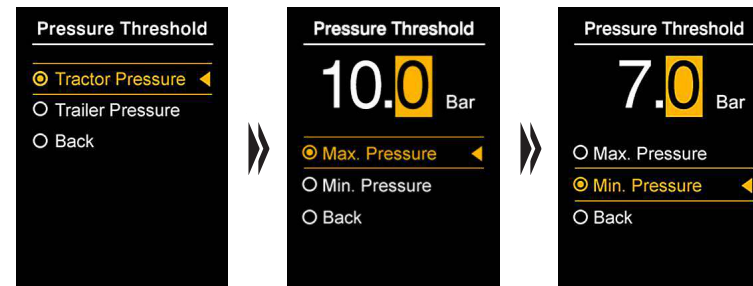 Pressure Threshold
Tractor Pressure
Trailer Pressure
Back
Pressure Threshold
10.0 Bar
Max. Pressure
Min. Pressure
Back
Pressure Threshold
7.0 Bar
Max. Pressure
Min. Pressure
Back